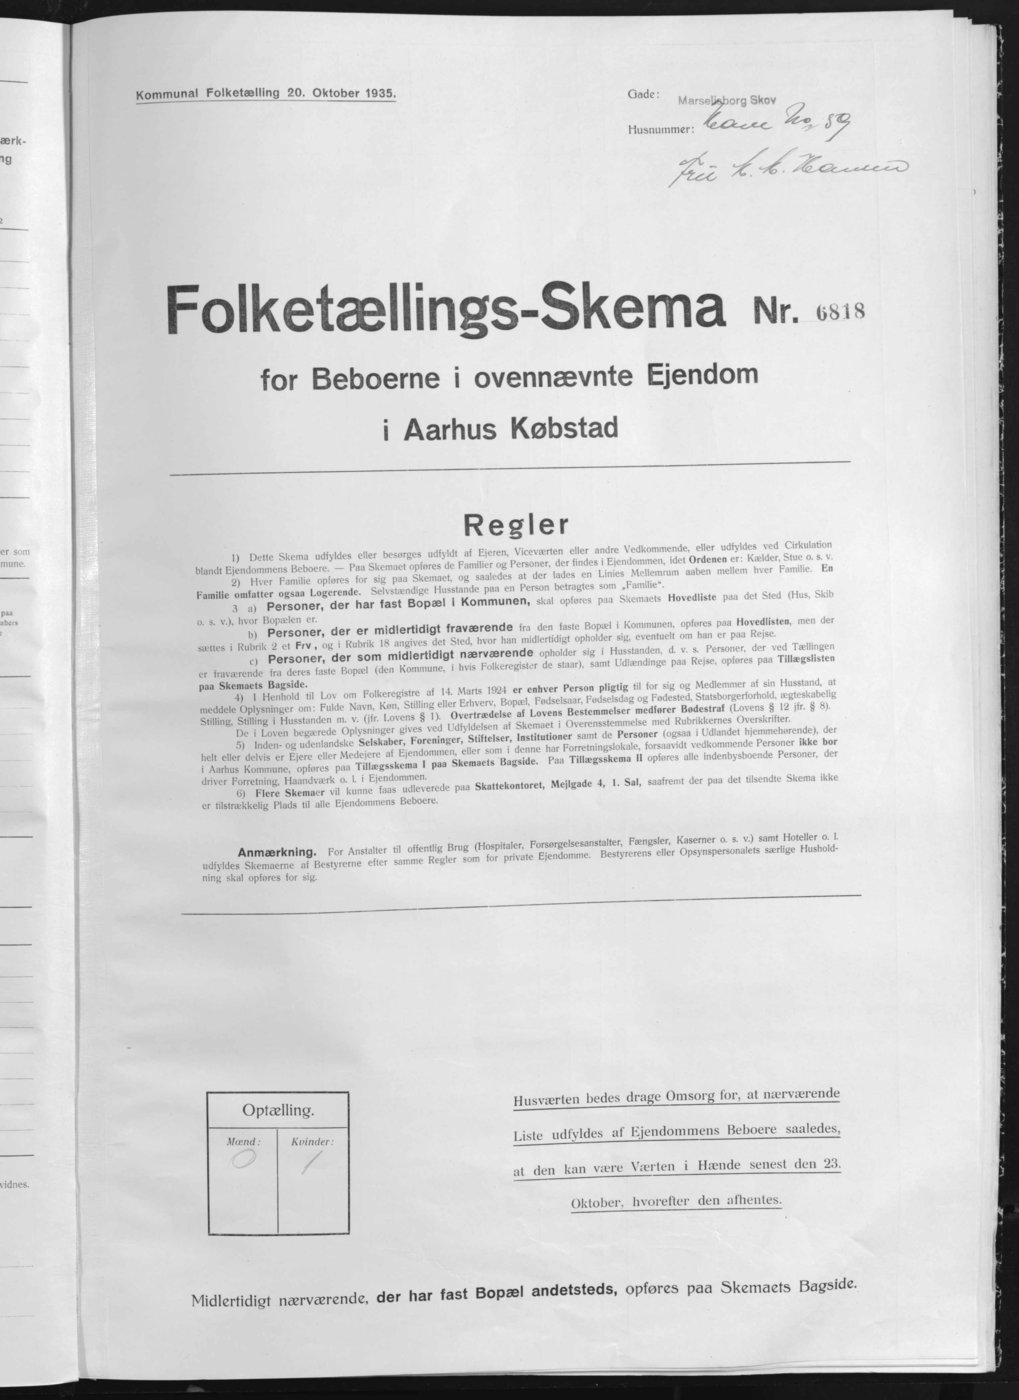 Kommunal Folketælling 20. Oktober 1935.
Gade: Marselisborg Skov
Husnummer: Have No 59
M. M. Hansen
Folketællings-Skema Nr. 6818
for Beboerne i ovennævnte Ejendom
i Aarhus Købstad
Regler
1) Dette Skema udfyldes eller besørges udfyldt af Ejeren, Viceværten eller andre Vedkommende, eller udfyldes ved Cirkulation
blandt Ejendommens Beboere. — Paa Skemaet opføres de Familier og Personer, der findes i Ejendommen, idet Ordenen er: Kælder, Stue o. s. v.
2) Hver Familie opføres for sig paa Skemaet, og saaledes at der lades en Linies Mellemrum aaben mellem hver Familie. En
Familie omfatter ogsaa Logerende. Selvstændige Husstande paa en Person betragtes som „Familie“.
3 a) Personer, der har fast Bopæl i Kommunen, skal opføres paa Skemaets Hovedliste paa det Sted (Hus, Skib
o. s. v.), hvor Bopælen er.
b) Personer, der er midlertidigt fraværende fra den faste Bopæl i Kommunen, opføres paa Hovedlisten, men der
sættes i Rubrik 2 et Frv., og i Rubrik 18 angives det Sted, hvor han midlertidigt opholder sig, eventuelt om han er paa Rejse.
c) Personer, der som midlertidigt nærværende opholder sig i Husstanden, d. v. s. Personer, der ved Tællingen
er fraværende fra deres faste Bopæl (den Kommune, i hvis Folkeregister de staar), samt Udlændinge paa Rejse, opføres paa Tillægslisten
paa Skemaets Bagside.
4) I Henhold til Lov om Folkeregistre af 14. Marts 1924 er enhver Person pligtig til for sig og Medlemmer af sin Husstand, at
meddele Oplysninger om: Fulde Navn, Køn, Stilling eller Erhverv, Bopæl, Fødselsaar, Fødselsdag og Fødested, Statsborgerforhold, ægteskabelig
Stilling, Stilling i Husstanden m. v. (jfr. Lovens § 1). Overtrædelse af Lovens Bestemmelser medfører Bødestraf (Lovens § 12 jfr. § 8).
De i Loven begærede Oplysninger gives ved Udfyldelsen af Skemaet i Overensstemmelse med Rubrikkernes Overskrifter.
5) Inden- og udenlandske Selskaber, Foreninger, Stiftelser, Institutioner samt de Personer (ogsaa i Udlandet hjemmehørende), der
helt eller delvis er Ejere eller Medejere af Ejendommen, eller som i denne har Forretningslokale, forsaavidt vedkommende Personer ikke bor
i Aarhus Kommune, opføres paa Tillægsskema I paa Skemaets Bagside. Paa Tillægsskema II opføres alle indenbysboende Personer, der
driver Forretning, Haandværk o. l. i Ejendommen.
6) Flere Skemaer vil kunne faas udleverede paa Skattekontoret, Mejlgade 4, 1. Sal, saafremt der paa det tilsendte Skema ikke
er tilstrækkelig Plads til alle Ejendommens Beboere.
Anmærkning. For Anstalter til offentlig Brug (Hospitaler, Forsørgelsesanstalter, Fængsler, Kaserner o. s. v.) samt Hoteller o. l.
udfyldes Skemaerne af Bestyrerne efter samme Regler som for private Ejendomme. Bestyrerens eller Opsynspersonalets særlige Hushold-
ning skal opføres for sig.
Optælling.
Mænd: Kvinder:
0 1
Husværten bedes drage Omsorg for, at nærværende
Liste udfyldes af Ejendommens Beboere saaledes,
at den kan være Værten i Hænde senest den 23.
Oktober, hvorefter den afhentes.
Midlertidigt nærværende, der har fast Bopæl andetsteds, opføres paa Skemaets Bagside.